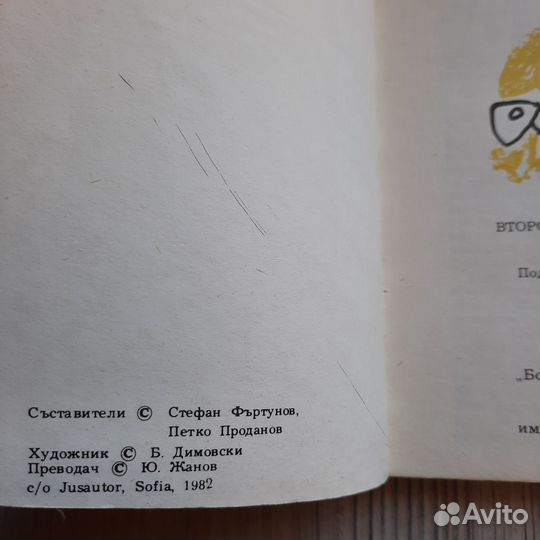 Съставители © Стефан Фъртунов,
Петко Проданов
Художник © Б. Димовски
Преводач © Ю. Жанов
c/o Jusautor, Sofia, 1982
ВТОРО
Под
„Бо
им
Avito